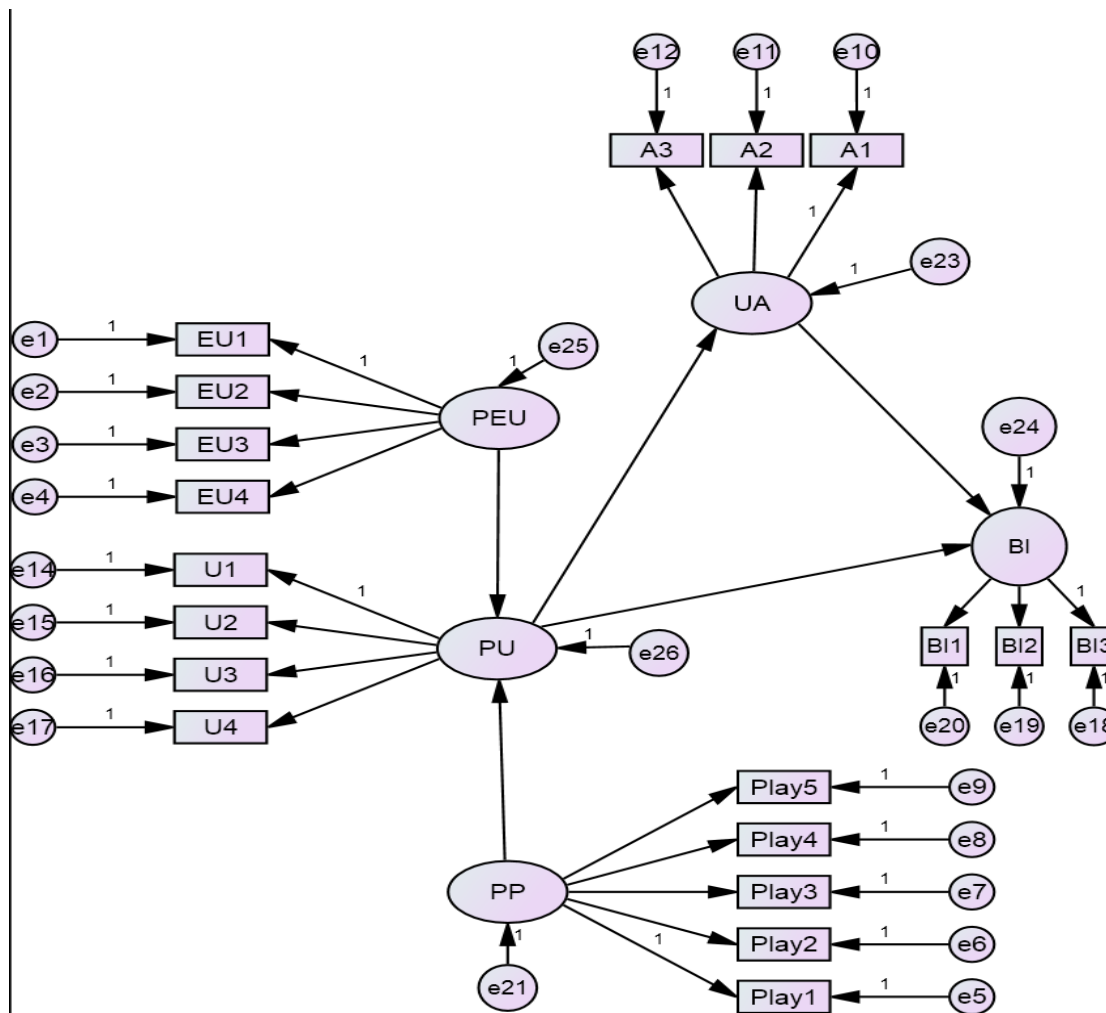 e12 e11 e10
1 1 1
A3 A2 A1
1
e23
1
UA
e1 1 EU1
1
e25
1
e2 1 EU2
PEU
e3 1 EU3
e24
e4 1 EU4
1
BI
e14 1 U1
1
e15 1 U2
1
PU
1
e26
BI1 BI2 BI3
e16 1 U3
1 1 1
e17 1 U4
e20 e19 e18
Play5 1 e9
Play4 1 e8
PP
Play3 1 e7
1
1
Play2 1 e6
e21
Play1 1 e5